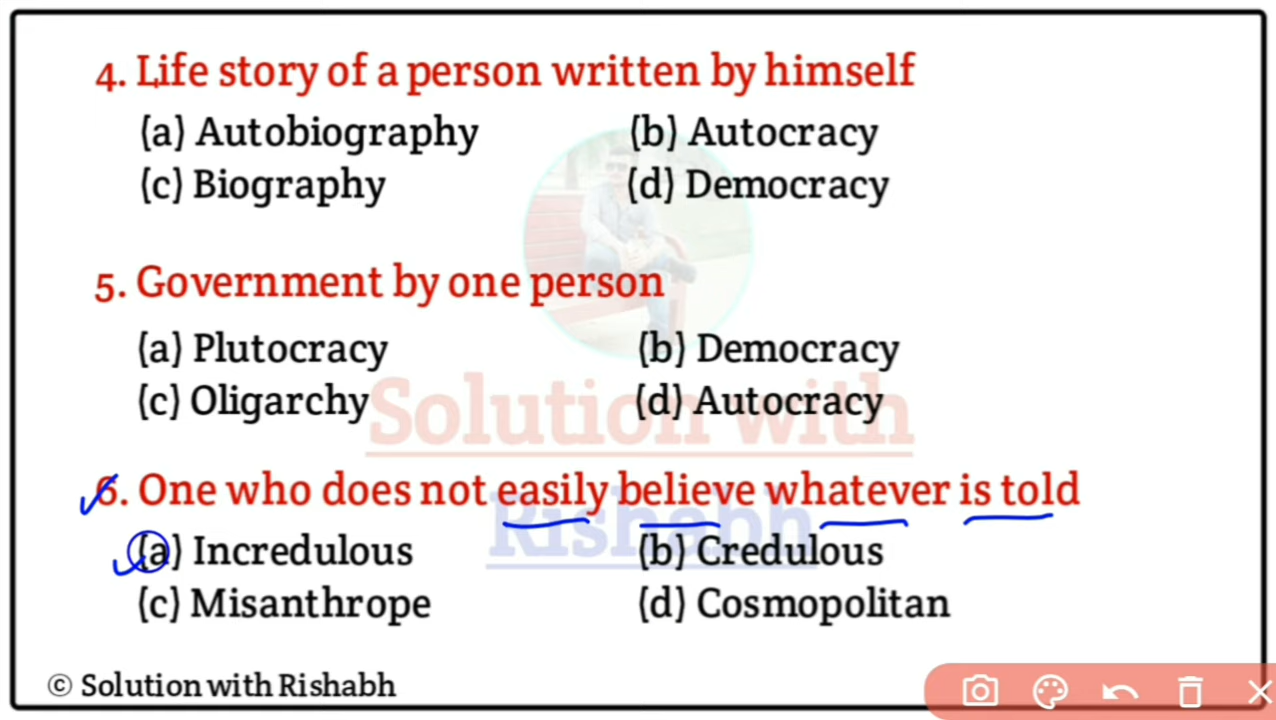 4. Life story of a person written by himself
(a) Autobiography (b) Autocracy
(c) Biography (d) Democracy
5. Government by one person
(a) Plutocracy (b) Democracy
(c) Oligarchy (d) Autocracy
Solution with
6. One who does not easily believe whatever is told
Rishabh
(a) Incredulous (b) Credulous
(c) Misanthrope (d) Cosmopolitan
© Solution with Rishabh